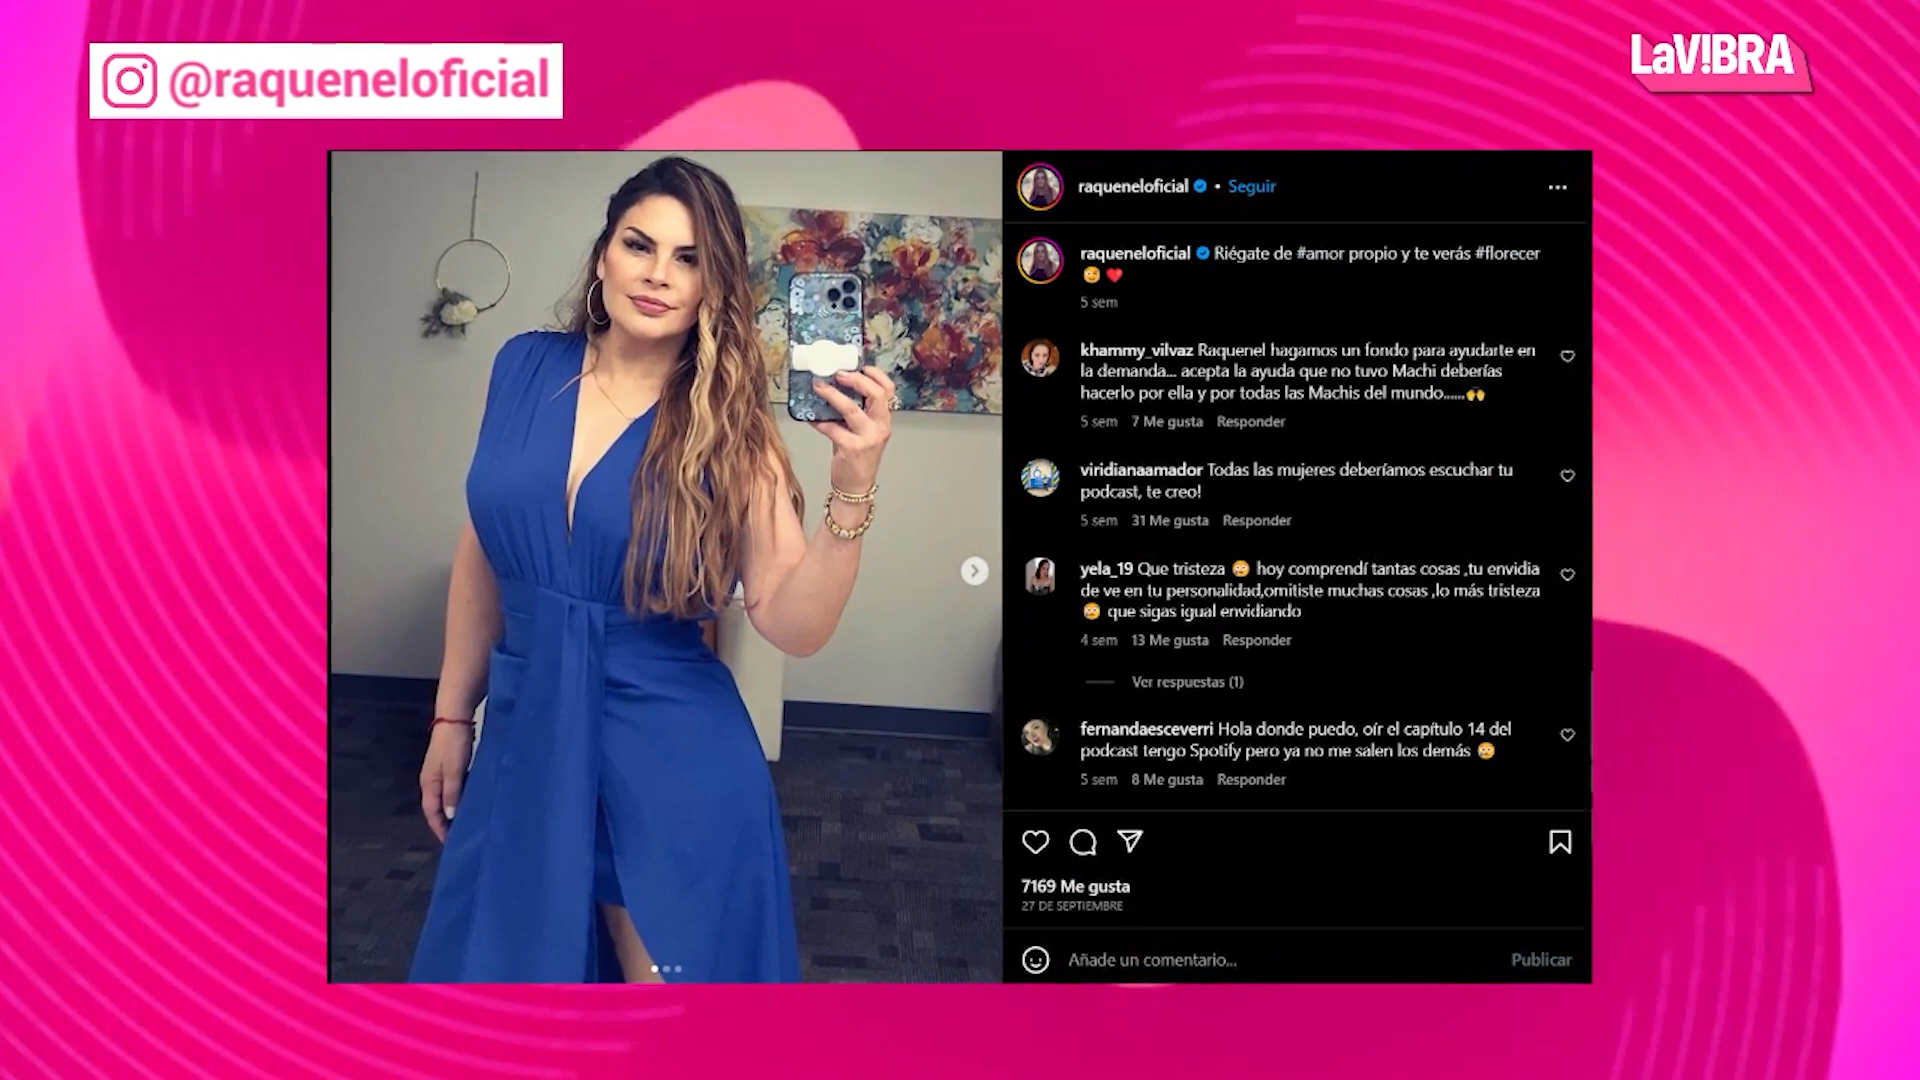 @raqueneloficial
LaV!BRA
raqueneloficial • Seguir
raqueneloficial Riégate de #amor propio y te verás #florecer
5 sem
khammy_vilvaz Raquenel hagamos un fondo para ayudarte en
la demanda... acepta la ayuda que no tuvo Machi deberías
hacerlo por ella y por todas las Machis del mundo......
5 sem 7 Me gusta Responder
viridianaamador Todas las mujeres deberíamos escuchar tu
podcast, te creo!
5 sem 31 Me gusta Responder
yela_19 Que tristeza 😳 hoy comprendí tantas cosas ,tu envidia
de ve en tu personalidad,omitiste muchas cosas ,lo más tristeza
😳 que sigas igual envidiando
4 sem 13 Me gusta Responder
Ver respuestas (1)
fernandaesceverri Hola donde puedo, oír el capítulo 14 del
podcast tengo Spotify pero ya no me salen los demás 😳
5 sem 8 Me gusta Responder
7169 Me gusta
27 DE SEPTIEMBRE
Añade un comentario... Publicar